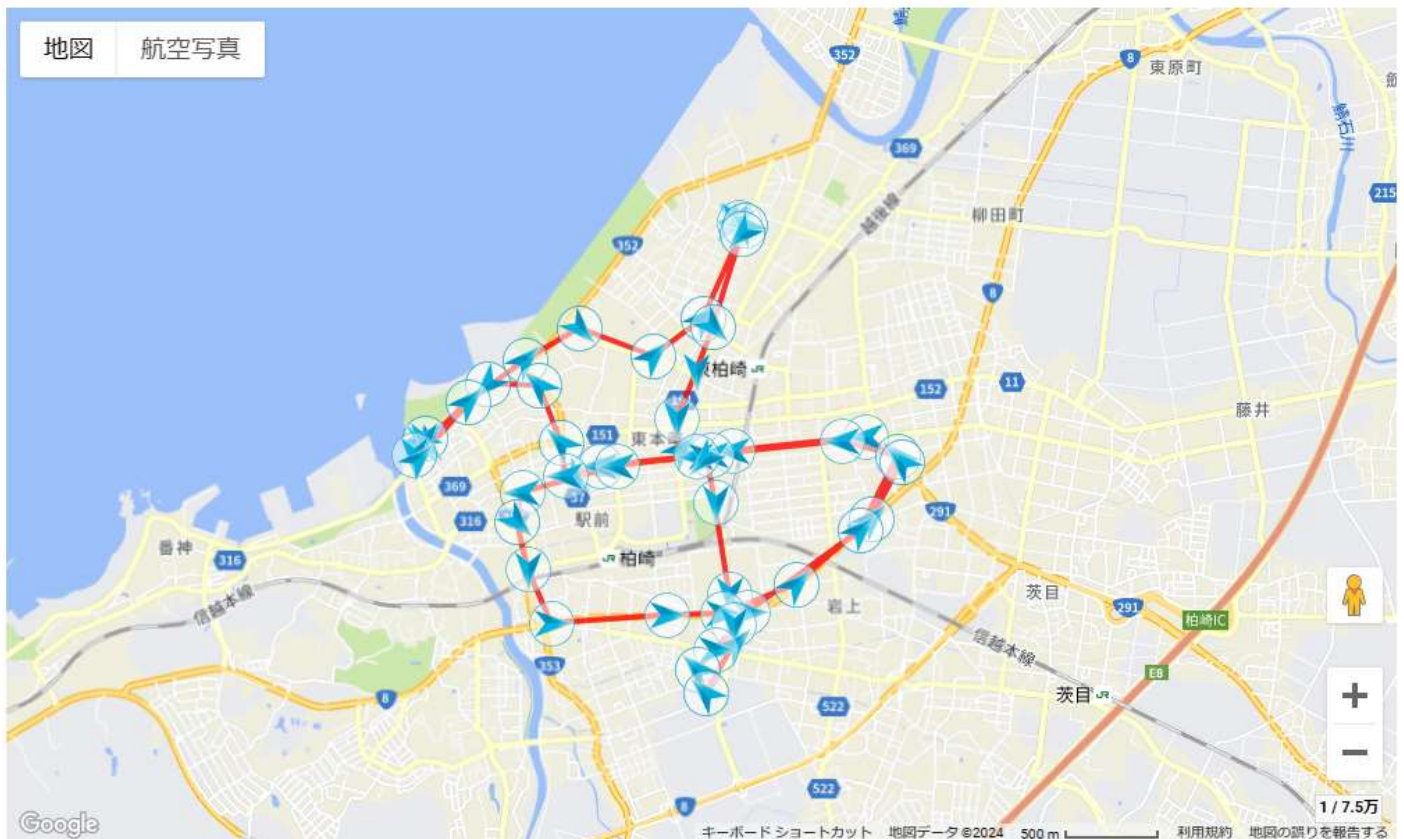 地図 航空写真
352
8
東原町
鯖石川
369
215
越後線
柳田町
352
8
東柏崎
152
11
藤井
151
東本
369
37
駅前
316
291
番神
316
柏崎
信越本線
岩上
茨目
291
柏崎IC
信越本線
353
E8
8
522
茨目
522
8
1 / 7.5万
Google
キーボード ショートカット 地図データ ©2024 500 m 利用規約 地図の誤りを報告する